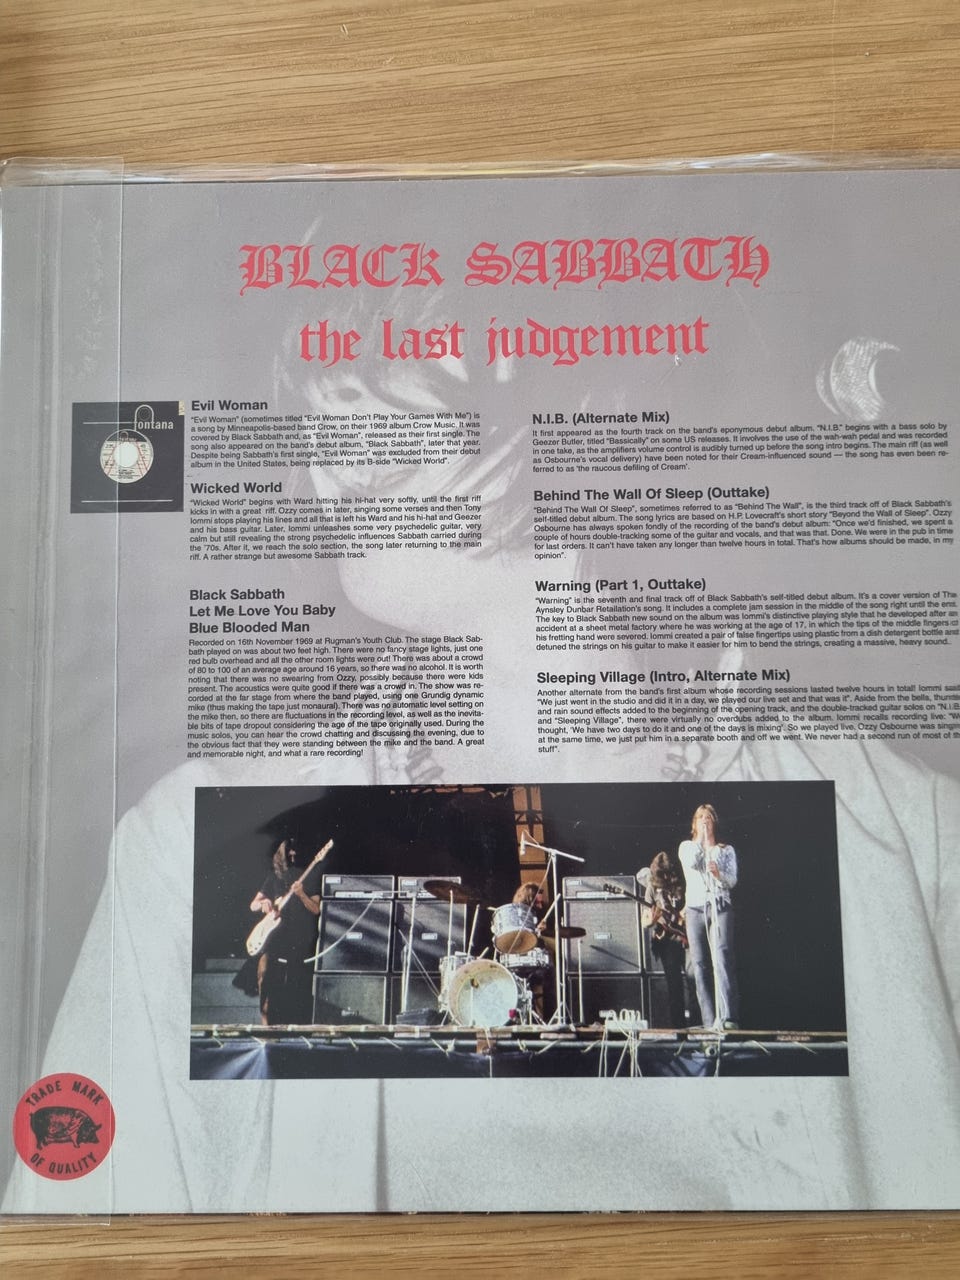 BLACK SABBATH
the last judgement
fontana
Evil Woman
"Evil Woman" (sometimes titled "Evil Woman Don't Play Your Games With Me") is
a song by Minneapolis-based band Crow, on their 1969 album Crow Music. It was
covered by Black Sabbath and, as "Evil Woman", released as their first single. The
song also appeared on the band's debut album, "Black Sabbath", later that year.
Despite being Sabbath's first single, "Evil Woman" was excluded from their debut
album in the United States, being replaced by its B-side "Wicked World".
Wicked World
"Wicked World" begins with Ward hitting his hi-hat very softly, until the first riff
kicks in with a great riff. Ozzy comes in later, singing some verses and then Tony
Iommi stops playing his lines and all that is left his Ward and his hi-hat and Geezer
and his bass guitar. Later, Iommi unleashes some very psychedelic guitar, very
calm but still revealing the strong psychedelic influences Sabbath carried during
the '70s. After it, we reach the solo section, the song later returning to the main
riff. A rather strange but awesome Sabbath track.
Black Sabbath
Let Me Love You Baby
Blue Blooded Man
Recorded on 16th November 1969 at Rugman's Youth Club. The stage Black Sab-
bath played on was about two feet high. There were no fancy stage lights, just one
red bulb overhead and all the other room lights were out! There was about a crowd
of 80 to 100 of an average age around 16 years, so there was no alcohol. It is worth
noting that there was no swearing from Ozzy, possibly because there were kids
present. The acoustics were quite good if there was a crowd in. The show was re-
corded at the far stage from where the band played, using one Grundig dynamic
mike (thus making the tape just monaural). There was no automatic level setting on
the mike then, so there are fluctuations in the recording level, as well as the inevita-
ble bits of tape dropout considering the age of the tape originally used. During the
music solos, you can hear the crowd chatting and discussing the evening, due to
the obvious fact that they were standing between the mike and the band. A great
and memorable night, and what a rare recording!
N.I.B. (Alternate Mix)
It first appeared as the fourth track on the band's eponymous debut album. "N.I.B." begins with a bass solo by
Geezer Butler, titled "Bassically" on some US releases. It involves the use of the wah-wah pedal and was recorded
in one take, as the amplifiers volume control is audibly turned up before the song intro begins. The main riff (as well
as Osbourne's vocal delivery) have been noted for their Cream-influenced sound — the song has even been re-
ferred to as 'the raucous defiling of Cream'.
Behind The Wall Of Sleep (Outtake)
"Behind The Wall Of Sleep", sometimes referred to as "Behind The Wall", is the third track off of Black Sabbath's
self-titled debut album. The song lyrics are based on H.P. Lovecraft's short story "Beyond the Wall of Sleep". Ozzy
Osbourne has always spoken fondly of the recording of the band's debut album: "Once we'd finished, we spent a
couple of hours double-tracking some of the guitar and vocals, and that was that. Done. We were in the pub in time
for last orders. It can't have taken any longer than twelve hours in total. That's how albums should be made, in my
opinion".
Warning (Part 1, Outtake)
"Warning" is the seventh and final track off of Black Sabbath's self-titled debut album. It's a cover version of The
Aynsley Dunbar Retaliation's song. It includes a complete jam session in the middle of the song right until the end.
The key to Black Sabbath new sound on the album was Iommi's distinctive playing style that he developed after an
accident at a sheet metal factory where he was working at the age of 17, in which the tips of the middle fingers of
his fretting hand were severed. Iommi created a pair of false fingertips using plastic from a dish detergent bottle and
detuned the strings on his guitar to make it easier for him to bend the strings, creating a massive, heavy sound.
Sleeping Village (Intro, Alternate Mix)
Another alternate from the band's first album whose recording sessions lasted twelve hours in total! Iommi said
"We just went in the studio and did it in a day, we played our live set and that was it". Aside from the bells, thunder
and rain sound effects added to the beginning of the opening track, and the double-tracked guitar solos on "N.I.B
and "Sleeping Village", there were virtually no overdubs added to the album. Iommi recalls recording live: "W
thought, 'We have two days to do it and one of the days is mixing'. So we played live. Ozzy Osbourne was singin
at the same time, we just put him in a separate booth and off we went. We never had a second run of most of th
stuff".
TRADE MARK
OF QUALITY